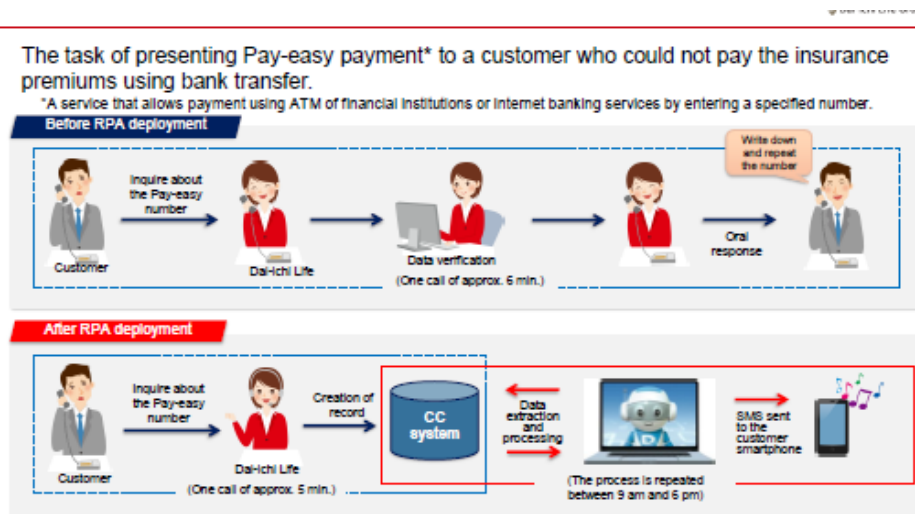 The task of presenting Pay-easy payment* to a customer who could not pay the insurance
premiums using bank transfer.
*A service that allows payment using ATM of financial institutions or Internet banking services by entering a specified number.
Before RPA deployment
Write down
and repeat
the number
Inquire about
the Pay-easy
number
Customer
Dai-ichi Life
Data verification
(One call of approx. 6 min.)
Oral
response
After RPA deployment
Inquire about
the Pay-easy
number
Creation of
record
CC
system
Data
extraction
and
processing
SMS sent
to the
customer
smartphone
Customer
Dai-ichi Life
(One call of approx. 5 min.)
(The process is repeated
between 9 am and 6 pm)